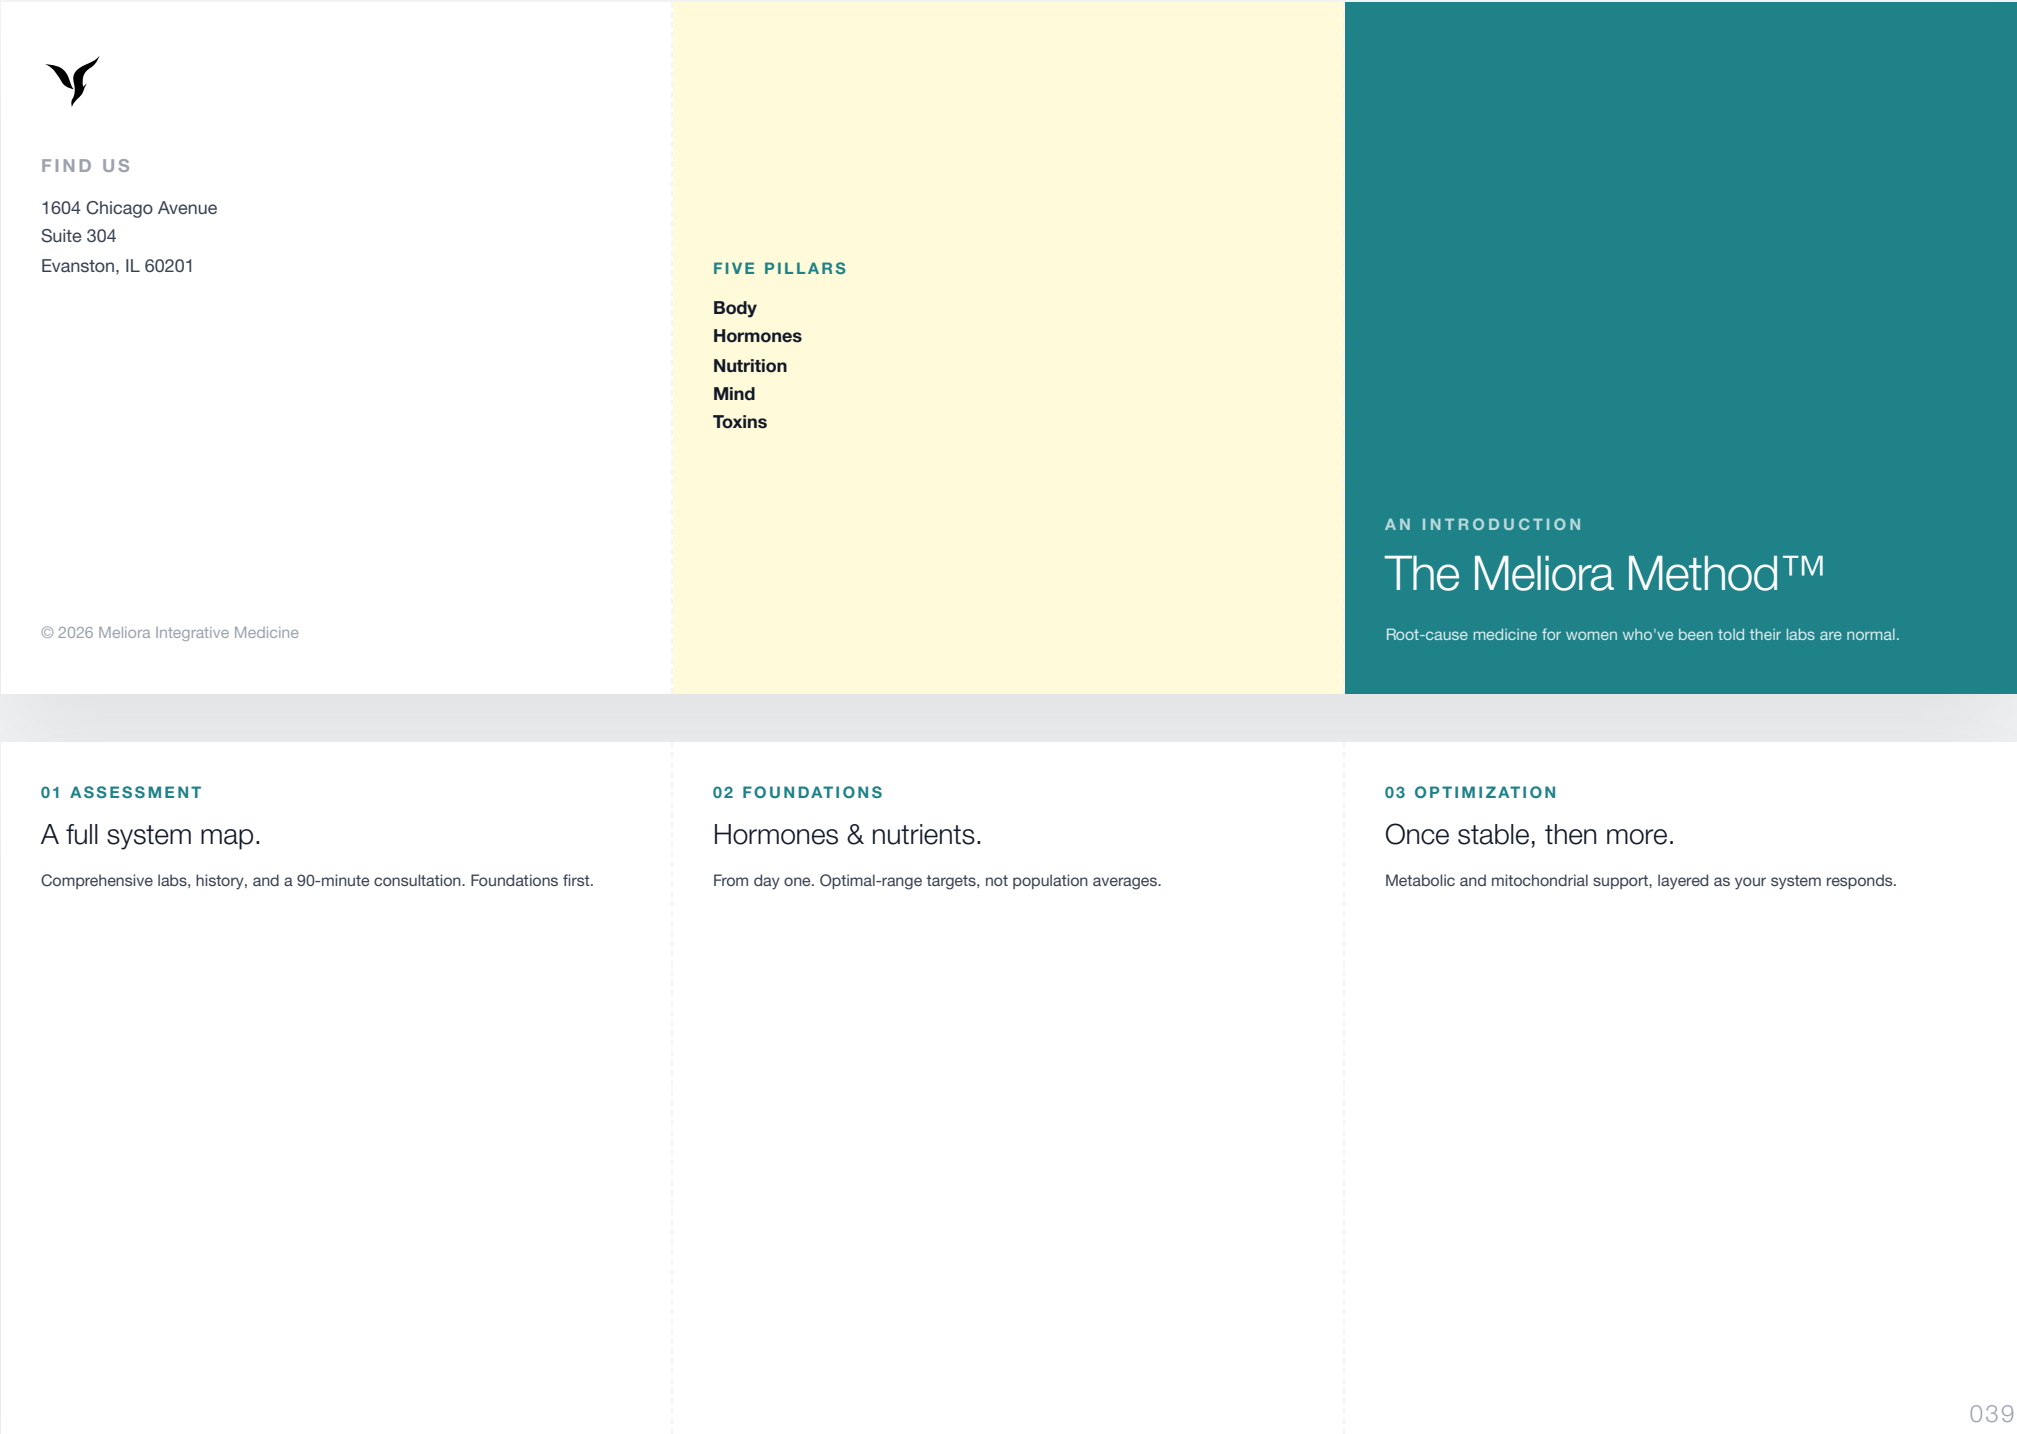 FIND US
1604 Chicago Avenue
Suite 304
Evanston, IL 60201
© 2026 Meliora Integrative Medicine
FIVE PILLARS
Body
Hormones
Nutrition
Mind
Toxins
AN INTRODUCTION
The Meliora Method™
Root-cause medicine for women who've been told their labs are normal.
01 ASSESSMENT
A full system map.
Comprehensive labs, history, and a 90-minute consultation. Foundations first.
02 FOUNDATIONS
Hormones & nutrients.
From day one. Optimal-range targets, not population averages.
03 OPTIMIZATION
Once stable, then more.
Metabolic and mitochondrial support, layered as your system responds.
039